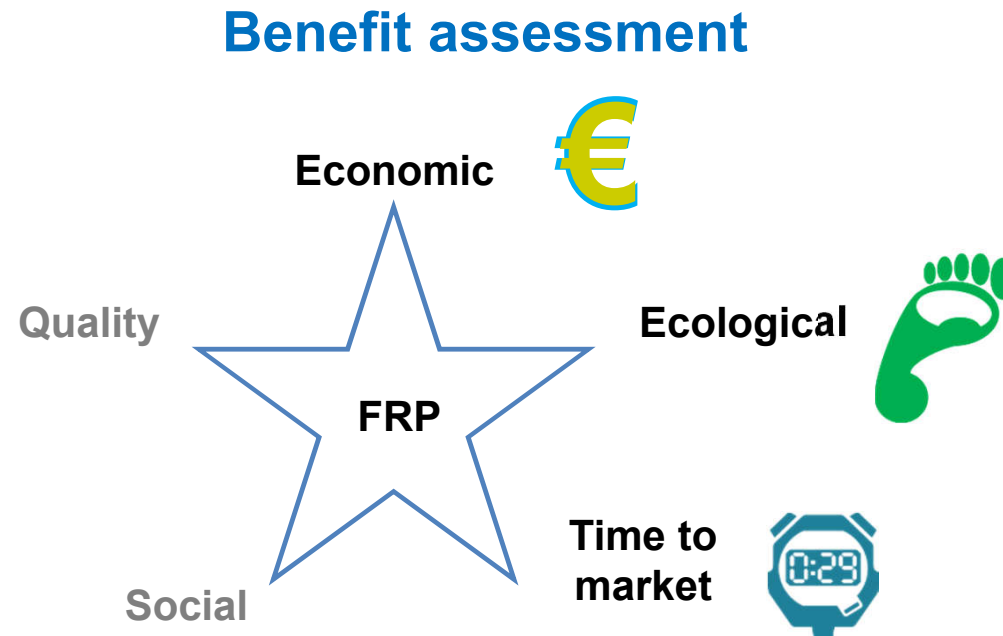 Benefit assessment
Economic
€
Quality
Ecological
FRP
Time to
market
0:29
Social